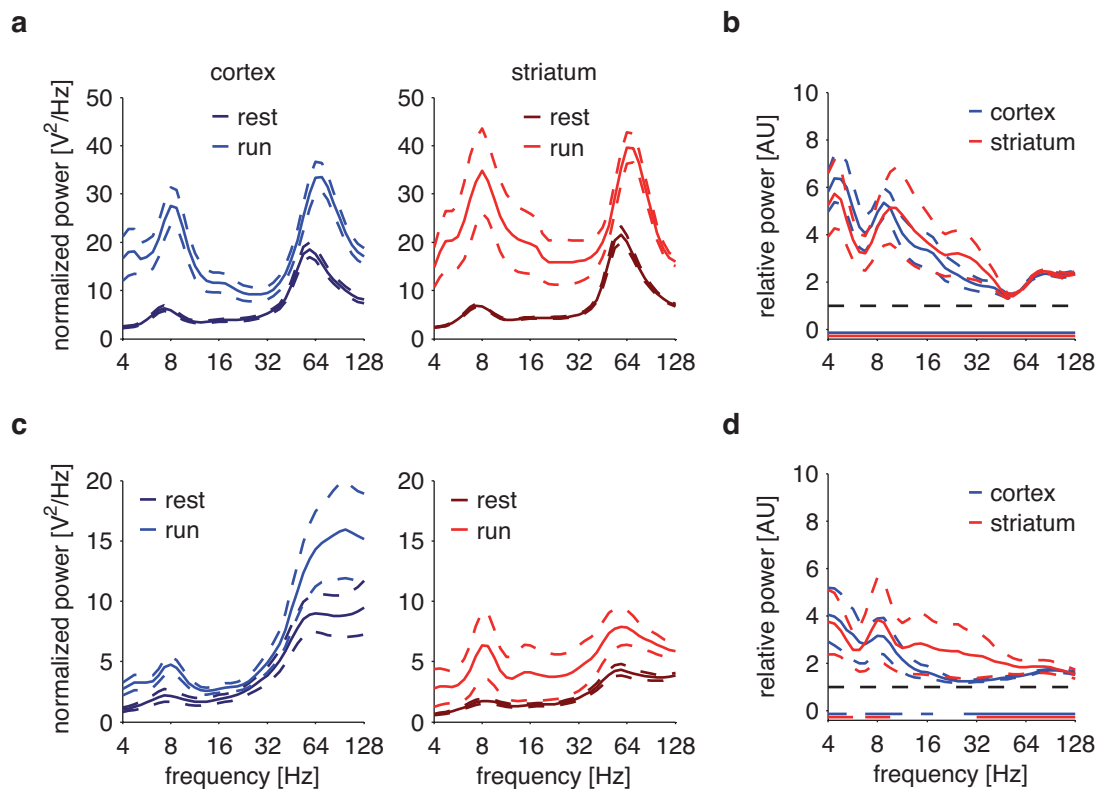 a
cortex
rest
run
normalized power [V²/Hz]
50
40
30
20
10
0
4 8 16 32 64 128
striatum
rest
run
50
40
30
20
10
0
4 8 16 32 64 128
b
cortex
striatum
relative power [AU]
10
8
6
4
2
0
4 8 16 32 64 128
c
rest
run
normalized power [V²/Hz]
20
15
10
5
0
4 8 16 32 64 128
frequency [Hz]
rest
run
20
15
10
5
0
4 8 16 32 64 128
frequency [Hz]
d
cortex
striatum
relative power [AU]
10
8
6
4
2
0
4 8 16 32 64 128
frequency [Hz]